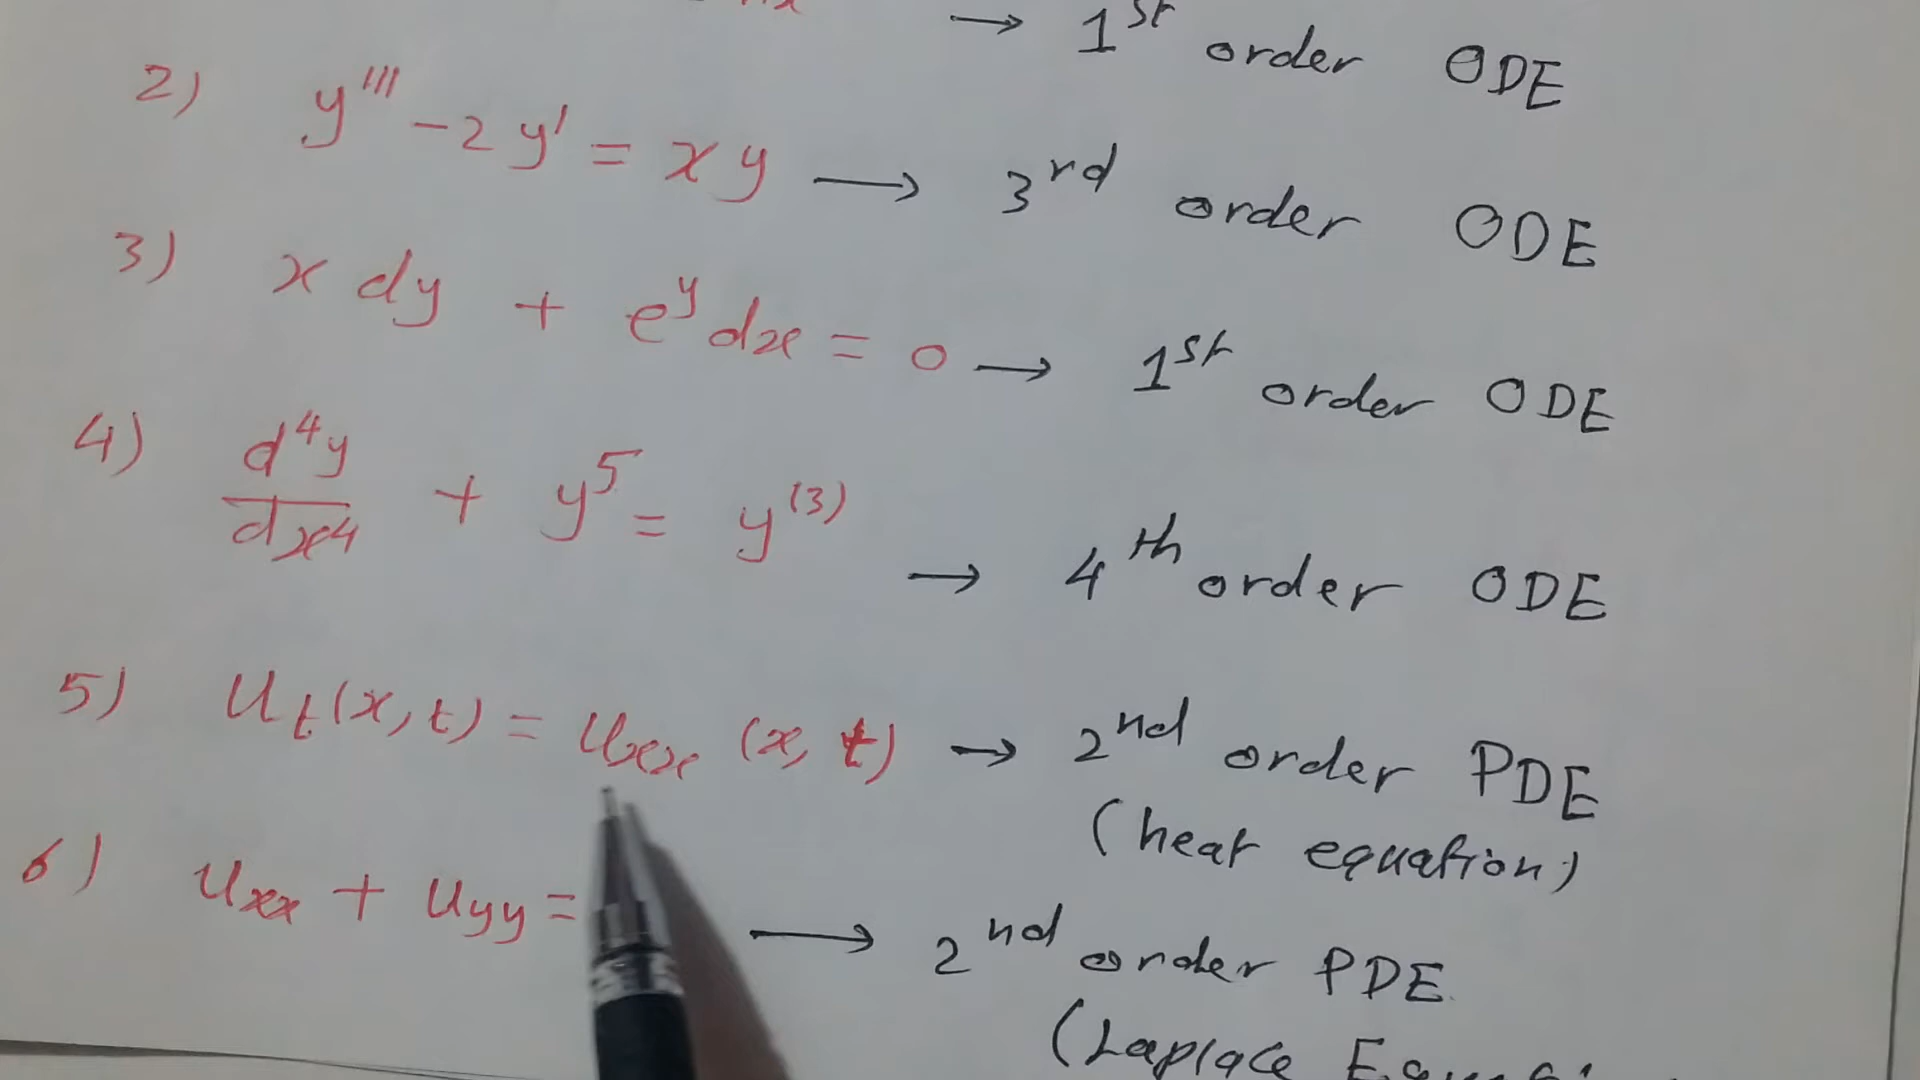 → 1st order ODE
2) y''' - 2y' = xy → 3rd order ODE
3) x dy + e^y dx = 0 → 1st order ODE
4) d⁴y/dx⁴ + y⁵ = y⁽³⁾ → 4th order ODE
5) u_t(x,t) = u_xx (x,t) → 2nd order PDE
(heat equation)
6) u_xx + u_yy = → 2nd order PDE
(Laplace